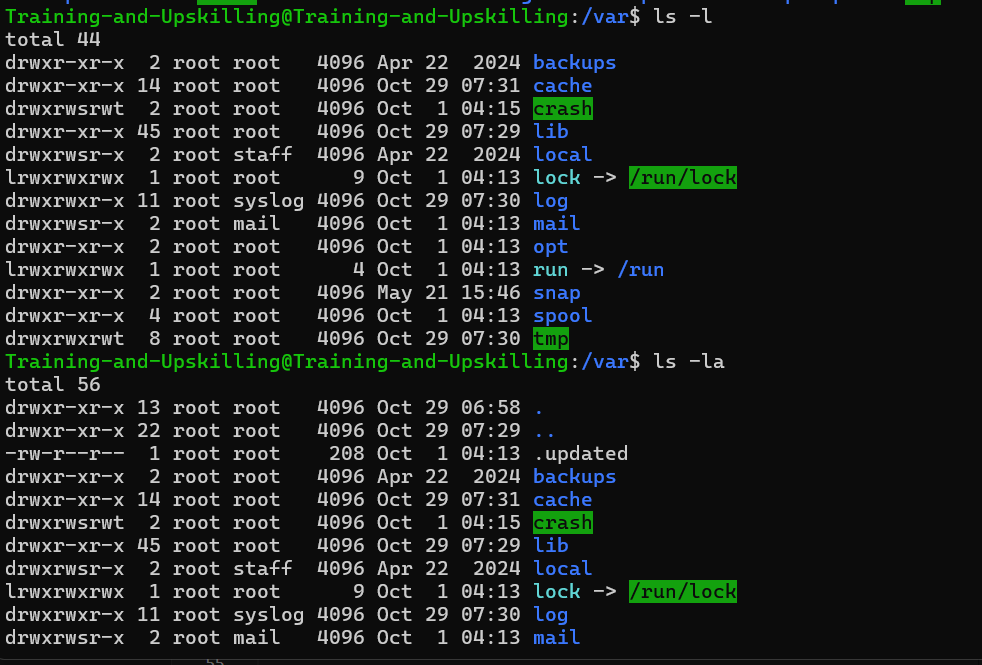 Training-and-Upskilling@Training-and-Upskilling:/var$ ls -l
total 44
drwxr-xr-x  2 root root   4096 Apr 22  2024 backups
drwxr-xr-x 14 root root   4096 Oct 29 07:31 cache
drwxrwsrwt  2 root root   4096 Oct  1 04:15 crash
drwxr-xr-x 45 root root   4096 Oct 29 07:29 lib
drwxrwsr-x  2 root staff  4096 Apr 22  2024 local
lrwxrwxrwx  1 root root      9 Oct  1 04:13 lock -> /run/lock
drwxrwxr-x 11 root syslog 4096 Oct 29 07:30 log
drwxrwsr-x  2 root mail   4096 Oct  1 04:13 mail
drwxr-xr-x  2 root root   4096 Oct  1 04:13 opt
lrwxrwxrwx  1 root root      4 Oct  1 04:13 run -> /run
drwxr-xr-x  2 root root   4096 May 21 15:46 snap
drwxr-xr-x  4 root root   4096 Oct  1 04:13 spool
drwxrwxrwt  8 root root   4096 Oct 29 07:30 tmp
Training-and-Upskilling@Training-and-Upskilling:/var$ ls -la
total 56
drwxr-xr-x 13 root root   4096 Oct 29 06:58 .
drwxr-xr-x 22 root root   4096 Oct 29 07:29 ..
-rw-r--r--  1 root root    208 Oct  1 04:13 .updated
drwxr-xr-x  2 root root   4096 Apr 22  2024 backups
drwxr-xr-x 14 root root   4096 Oct 29 07:31 cache
drwxrwsrwt  2 root root   4096 Oct  1 04:15 crash
drwxr-xr-x 45 root root   4096 Oct 29 07:29 lib
drwxrwsr-x  2 root staff  4096 Apr 22  2024 local
lrwxrwxrwx  1 root root      9 Oct  1 04:13 lock -> /run/lock
drwxrwxr-x 11 root syslog 4096 Oct 29 07:30 log
drwxrwsr-x  2 root mail   4096 Oct  1 04:13 mail